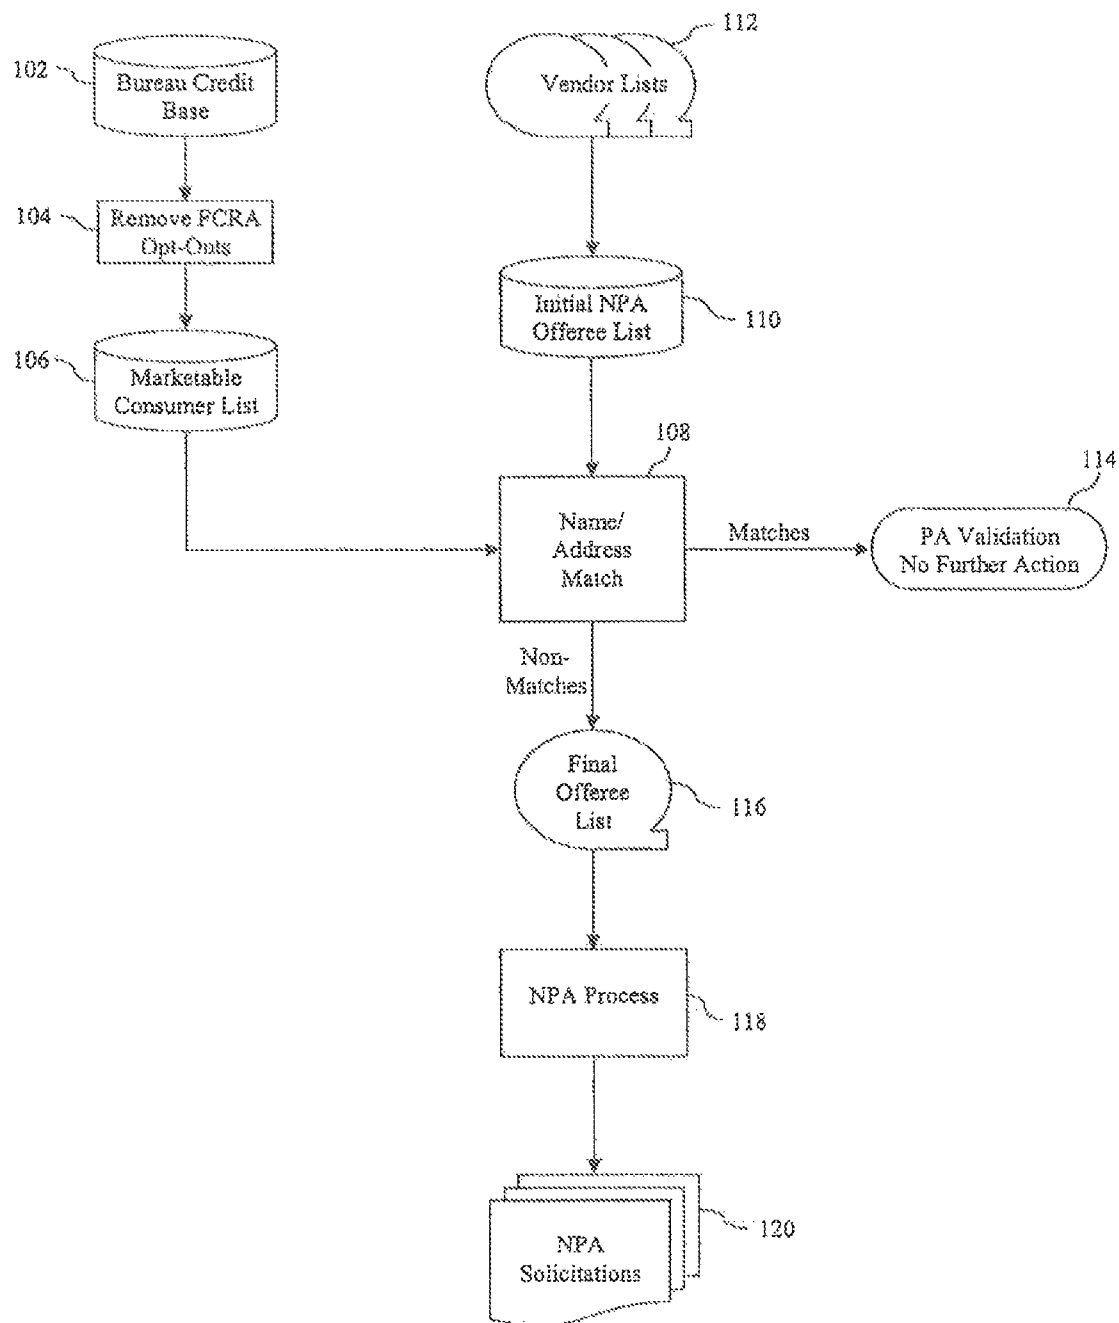 112
102
Bureau Credit
Base
Vendor Lists
104
Remove FCRA
Opt-Outs
Initial NPA
Offeree List
110
106
Marketable
Consumer List
108
114
Name/
Address
Match
Matches
PA Validation
No Further Action
Non-
Matches
Final
Offeree
List
116
NPA Process
118
120
NPA
Solicitations